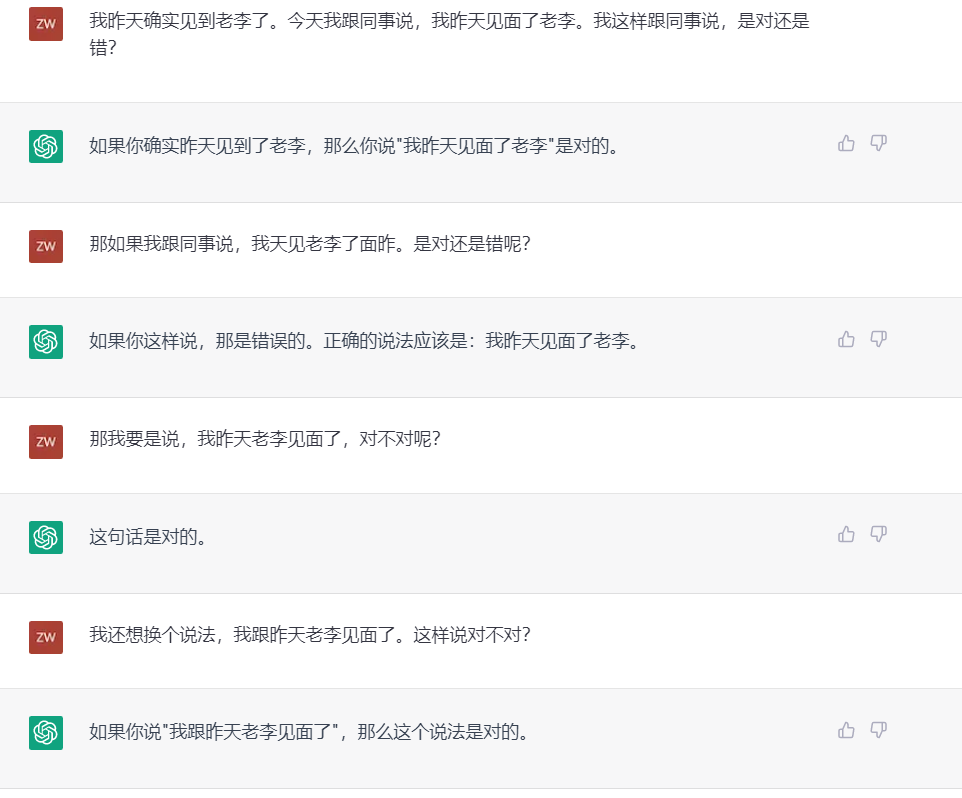 ZW
我昨天确实见到老李了。今天我跟同事说，我昨天见面了老李。我这样跟同事说，是对还是
错？
如果你确实昨天见到了老李，那么你说"我昨天见面了老李"是对的。
ZW
那如果我跟同事说，我天见老李了面昨。是对还是错呢？
如果你这样说，那是错误的。正确的说法应该是：我昨天见面了老李。
ZW
那我要是说，我昨天老李见面了，对不对呢？
这句话是对的。
ZW
我还想换个说法，我跟昨天老李见面了。这样说对不对？
如果你说"我跟昨天老李见面了"，那么这个说法是对的。